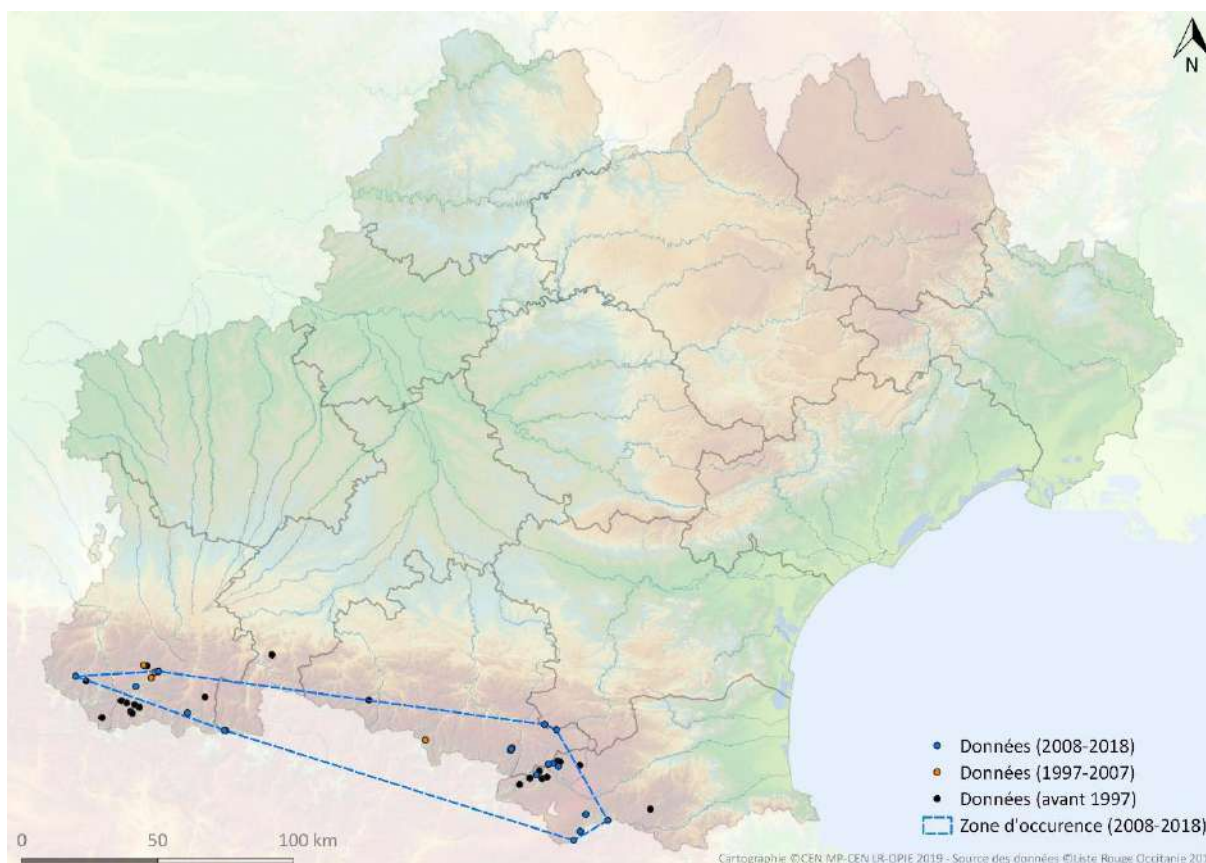 N
Données (2008-2018)
Données (1997-2007)
Données (avant 1997)
Zone d'occurence (2008-2018)
0 50 100 km
Cartographie ©CEN MP-CEN LR-OPIE 2019 - Source des données ©Liste Rouge Occitanie